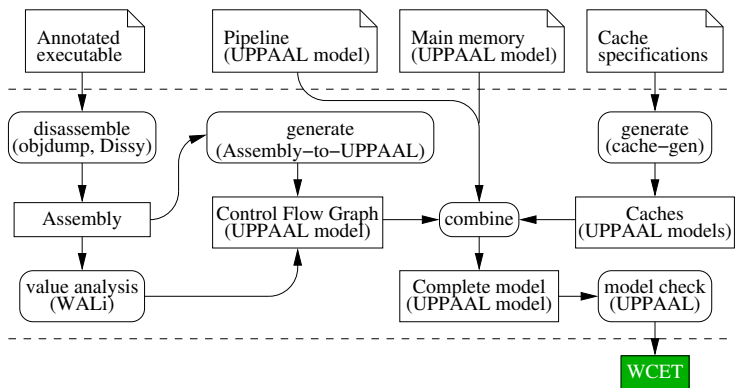 Annotated
executable
Pipeline
(UPPAAL model)
Main memory
(UPPAAL model)
Cache
specifications
disassemble
(objdump, Dissy)
generate
(Assembly−to−UPPAAL)
generate
(cache−gen)
Assembly
Control Flow Graph
(UPPAAL model)
combine
Caches
(UPPAAL models)
value analysis
(WALi)
Complete model
(UPPAAL model)
model check
(UPPAAL)
WCET